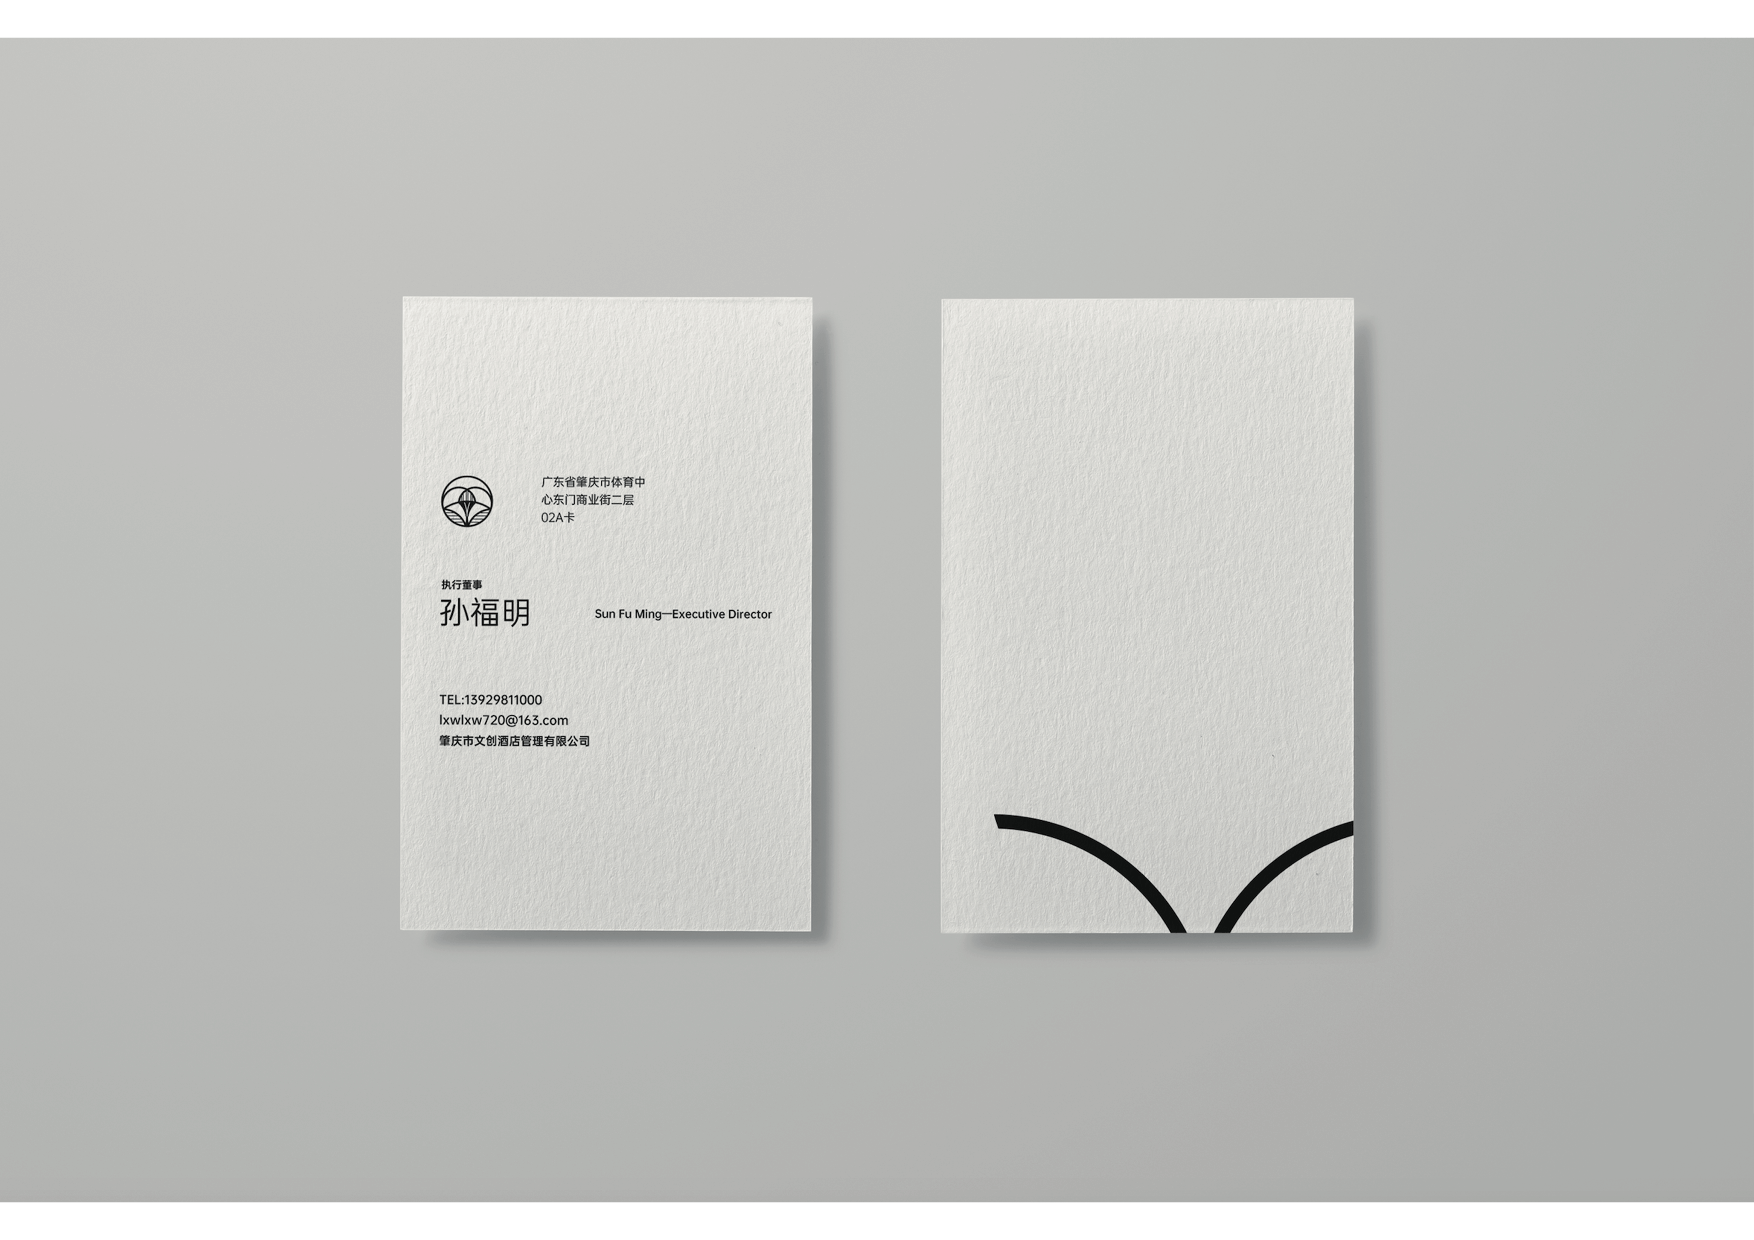 广东省肇庆市体育中
心东门商业街二层
02A卡
执行董事
孙福明
Sun Fu Ming—Executive Director
TEL:13929811000
lxwlxw720@163.com
肇庆市文创酒店管理有限公司